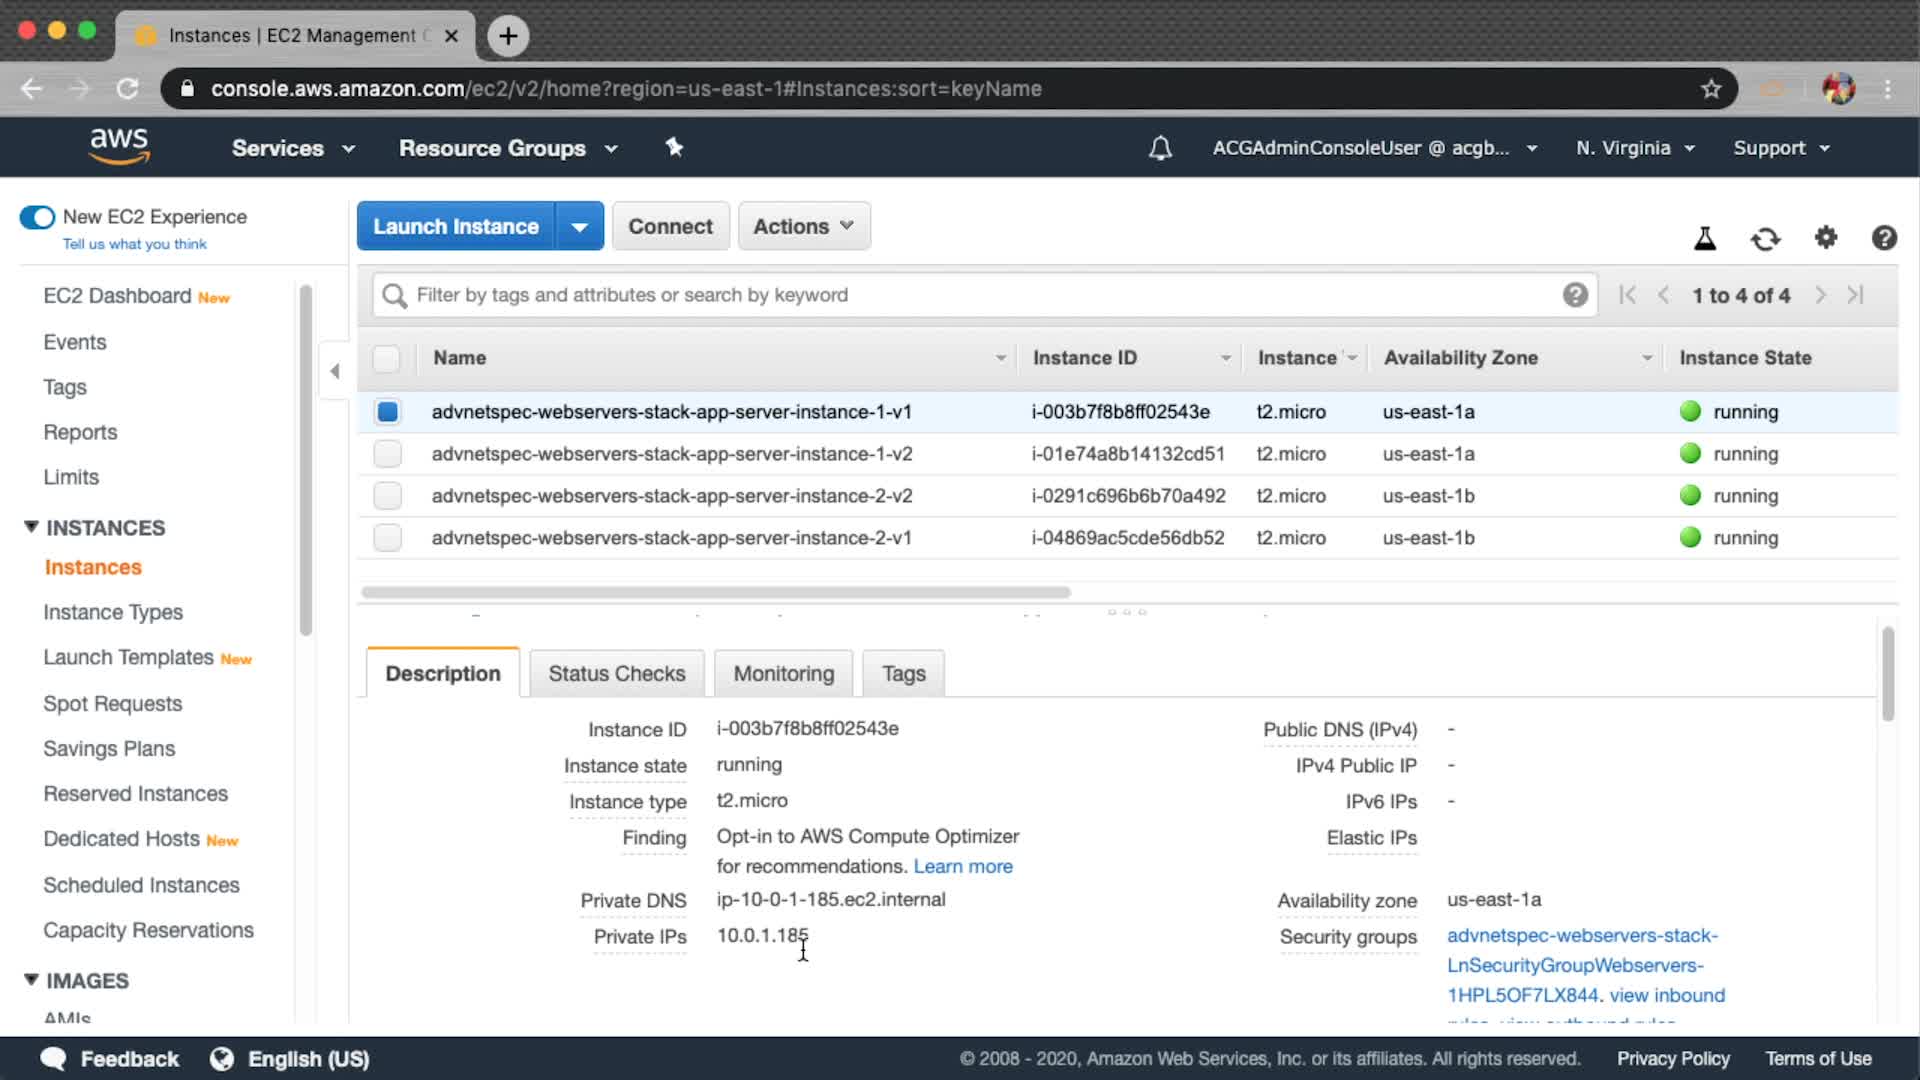 Instances | EC2 Management
console.aws.amazon.com/ec2/v2/home?region=us-east-1#Instances:sort=keyName
aws
Services
Resource Groups
ACGAdminConsoleUser @ acgb...
N. Virginia
Support
New EC2 Experience
Tell us what you think
EC2 Dashboard New
Events
Tags
Reports
Limits
INSTANCES
Instances
Instance Types
Launch Templates New
Spot Requests
Savings Plans
Reserved Instances
Dedicated Hosts New
Scheduled Instances
Capacity Reservations
IMAGES
AMIs
Launch Instance
Connect
Actions
Filter by tags and attributes or search by keyword
1 to 4 of 4
Name Instance ID Instance Availability Zone Instance State
advnetspec-webservers-stack-app-server-instance-1-v1 i-003b7f8b8ff02543e t2.micro us-east-1a running
advnetspec-webservers-stack-app-server-instance-1-v2 i-01e74a8b14132cd51 t2.micro us-east-1a running
advnetspec-webservers-stack-app-server-instance-2-v2 i-0291c696b6b70a492 t2.micro us-east-1b running
advnetspec-webservers-stack-app-server-instance-2-v1 i-04869ac5cde56db52 t2.micro us-east-1b running
Description
Status Checks
Monitoring
Tags
Instance ID i-003b7f8b8ff02543e
Instance state running
Instance type t2.micro
Finding Opt-in to AWS Compute Optimizer
for recommendations. Learn more
Private DNS ip-10-0-1-185.ec2.internal
Private IPs 10.0.1.185
Public DNS (IPv4) -
IPv4 Public IP -
IPv6 IPs -
Elastic IPs
Availability zone us-east-1a
Security groups advnetspec-webservers-stack-
LnSecurityGroupWebservers-
1HPL5OF7LX844. view inbound
Feedback
English (US)
© 2008 - 2020, Amazon Web Services, Inc. or its affiliates. All rights reserved.
Privacy Policy
Terms of Use